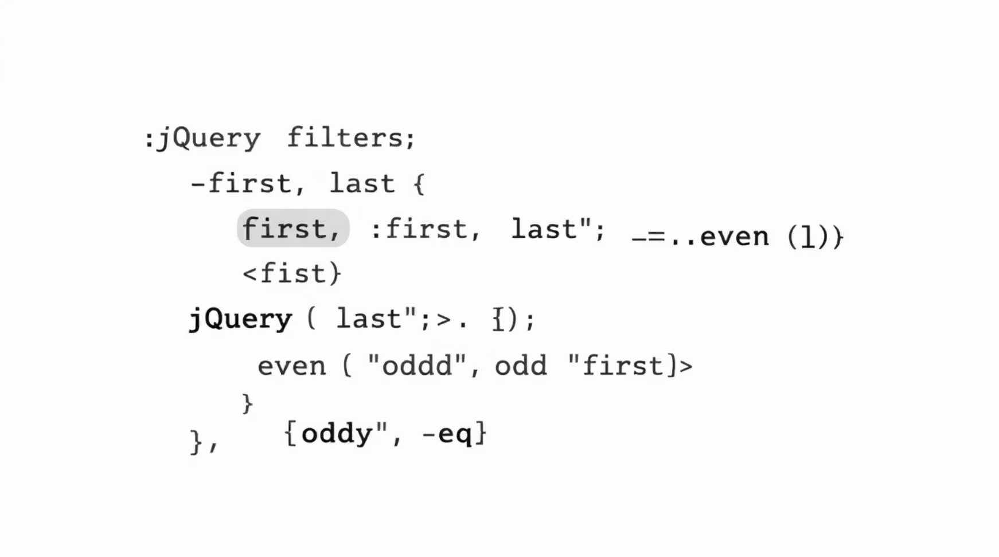 :jQuery filters;
-first, last {
first, :first, last"; -=..even (1))}
<fist)}
jQuery ( last";>. {);
even ( "oddd", odd "first]>
}
}, {oddy", -eq}